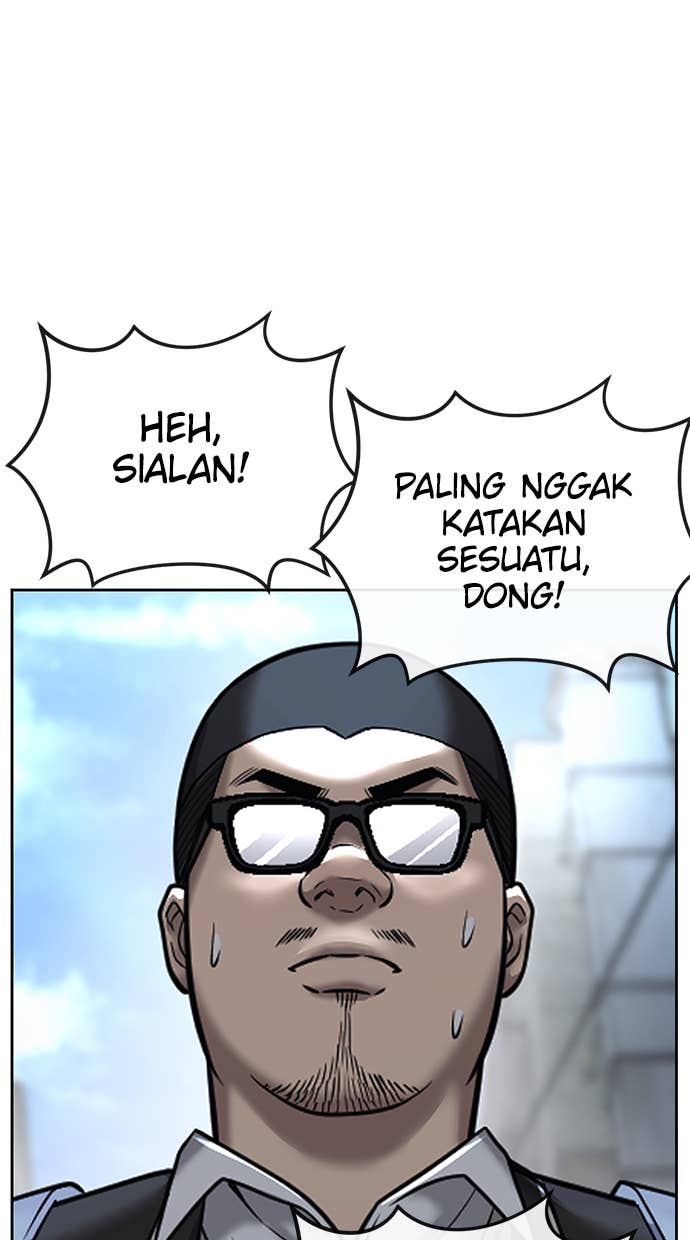 HEH,
SIALAN!
PALING NGGAK
KATAKAN
SESUATU,
DONG!